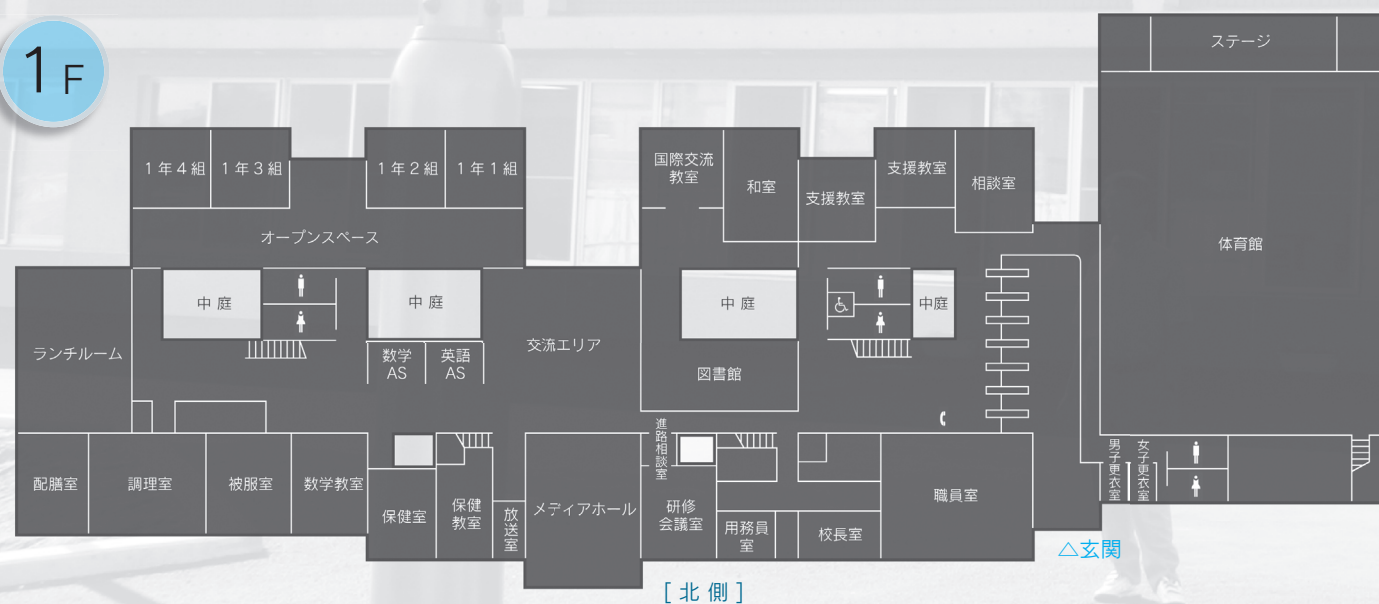 1F
ステージ
1年4組
1年3組
1年2組
1年1組
国際交流
教室
和室
支援教室
支援教室
相談室
オープンスペース
体育館
中庭
中庭
中庭
中庭
ランチルーム
数学
AS
英語
AS
交流エリア
図書館
進路相談室
配膳室
調理室
被服室
数学教室
保健室
保健
教室
放送室
メディアホール
研修
会議室
用務員
室
校長室
職員室
男子更衣室
女子更衣室
△玄関
[北側]